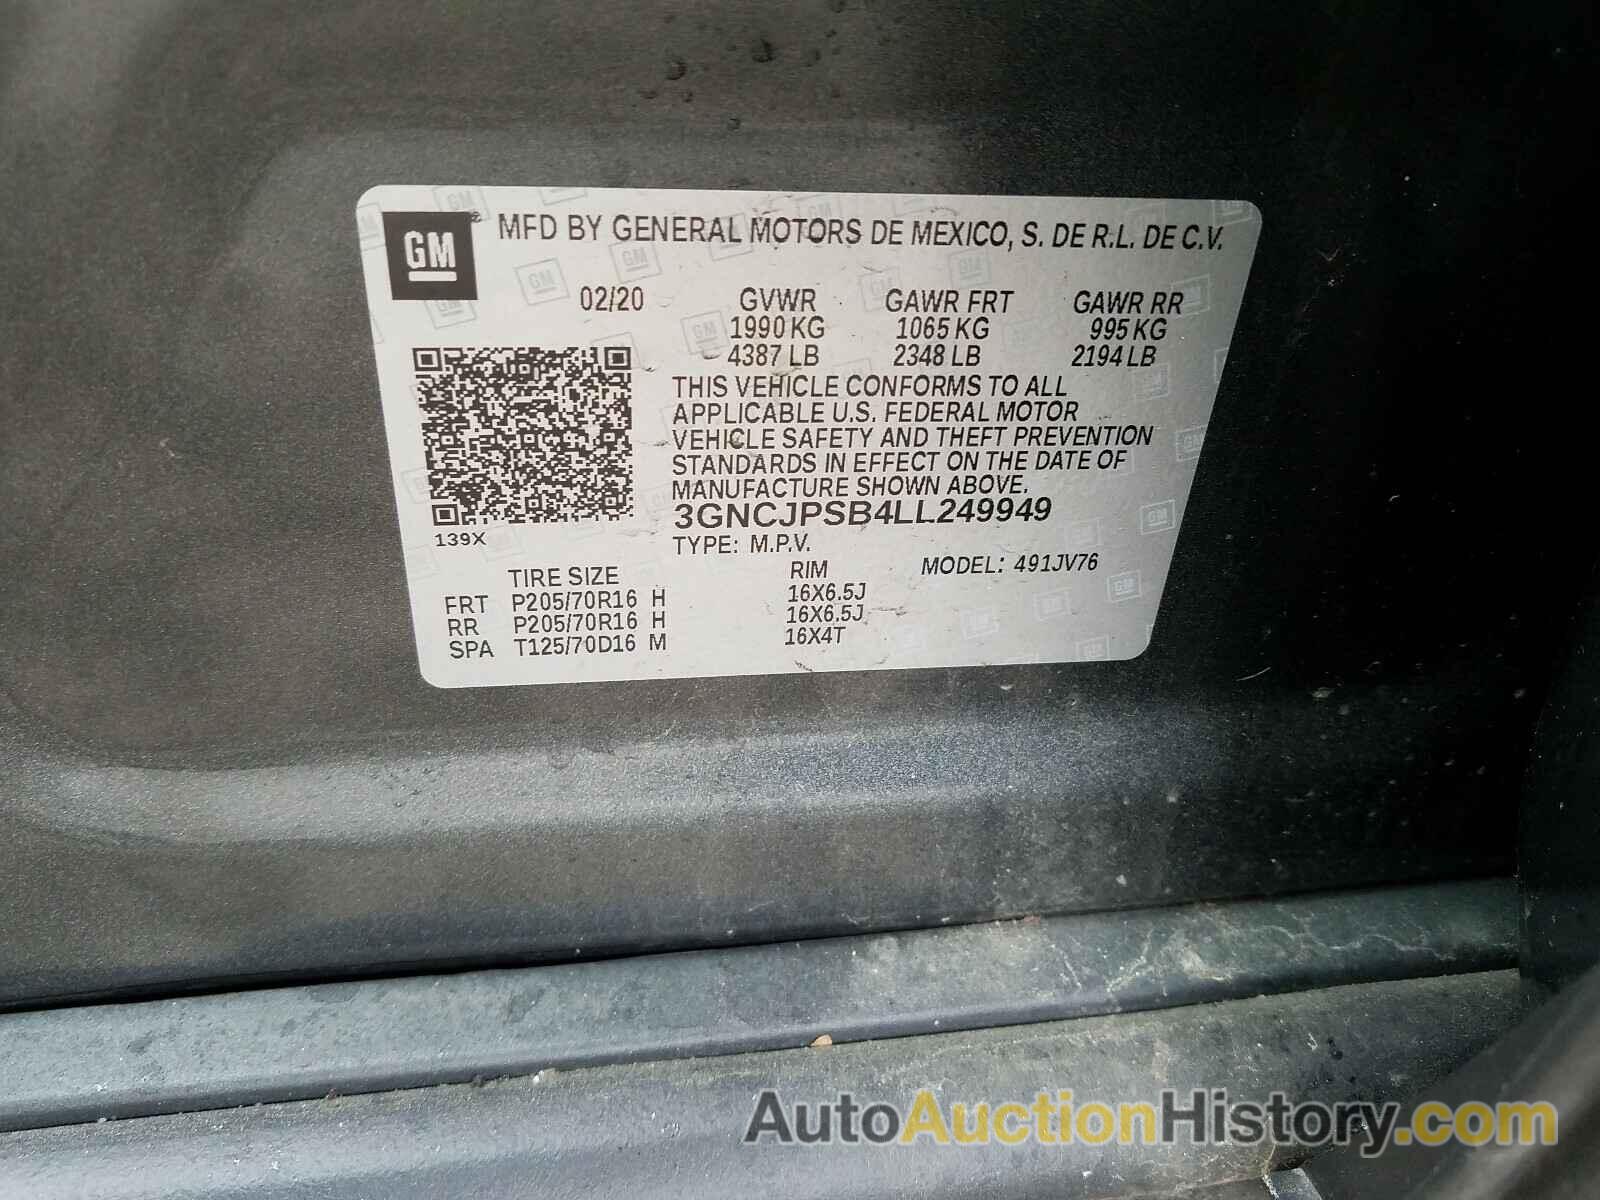 GM
MFD BY GENERAL MOTORS DE MEXICO, S. DE R.L. DE C.V.
02/20 GVWR GAWR FRT GAWR RR
1990 KG 1065 KG 995 KG
4387 LB 2348 LB 2194 LB
THIS VEHICLE CONFORMS TO ALL
APPLICABLE U.S. FEDERAL MOTOR
VEHICLE SAFETY AND THEFT PREVENTION
STANDARDS IN EFFECT ON THE DATE OF
MANUFACTURE SHOWN ABOVE.
3GNCJPSB4LL249949
139X
TYPE: M.P.V. MODEL: 491JV76
TIRE SIZE RIM
FRT P205/70R16 H 16X6.5J
RR P205/70R16 H 16X6.5J
SPA T125/70D16 M 16X4T
AutoAuctionHistory.com